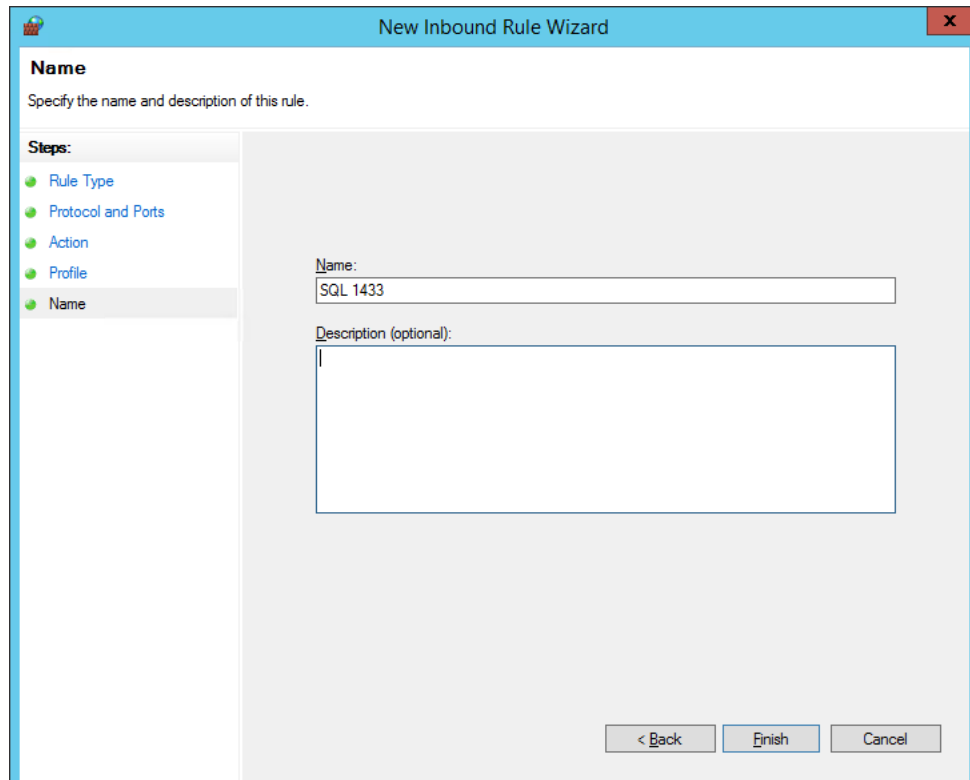 New Inbound Rule Wizard
x
Name
Specify the name and description of this rule.
Steps:
Rule Type
Protocol and Ports
Action
Profile
Name
Name:
SQL 1433
Description (optional):
< Back
Finish
Cancel